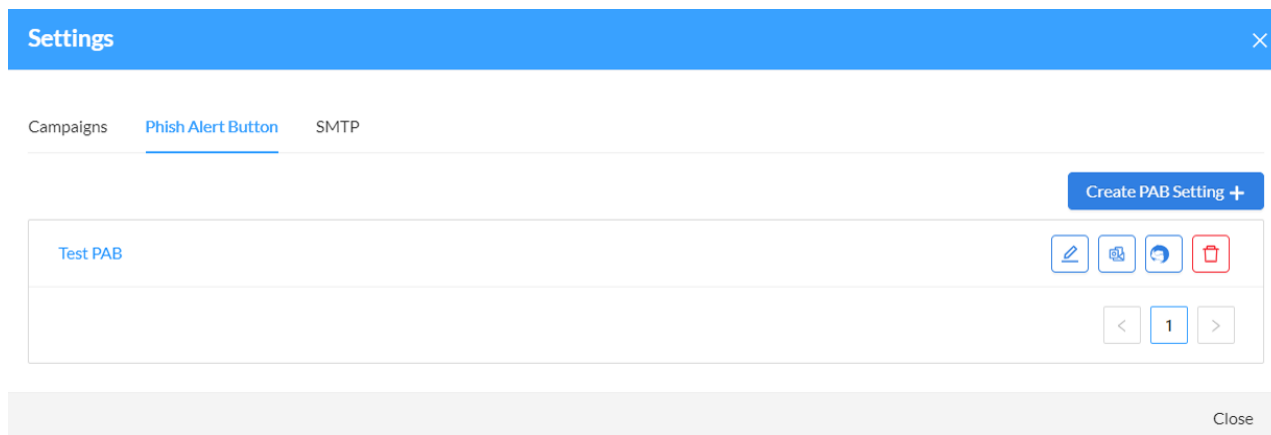 Settings
Campaigns Phish Alert Button SMTP
Create PAB Setting +
Test PAB
< 1 >
Close